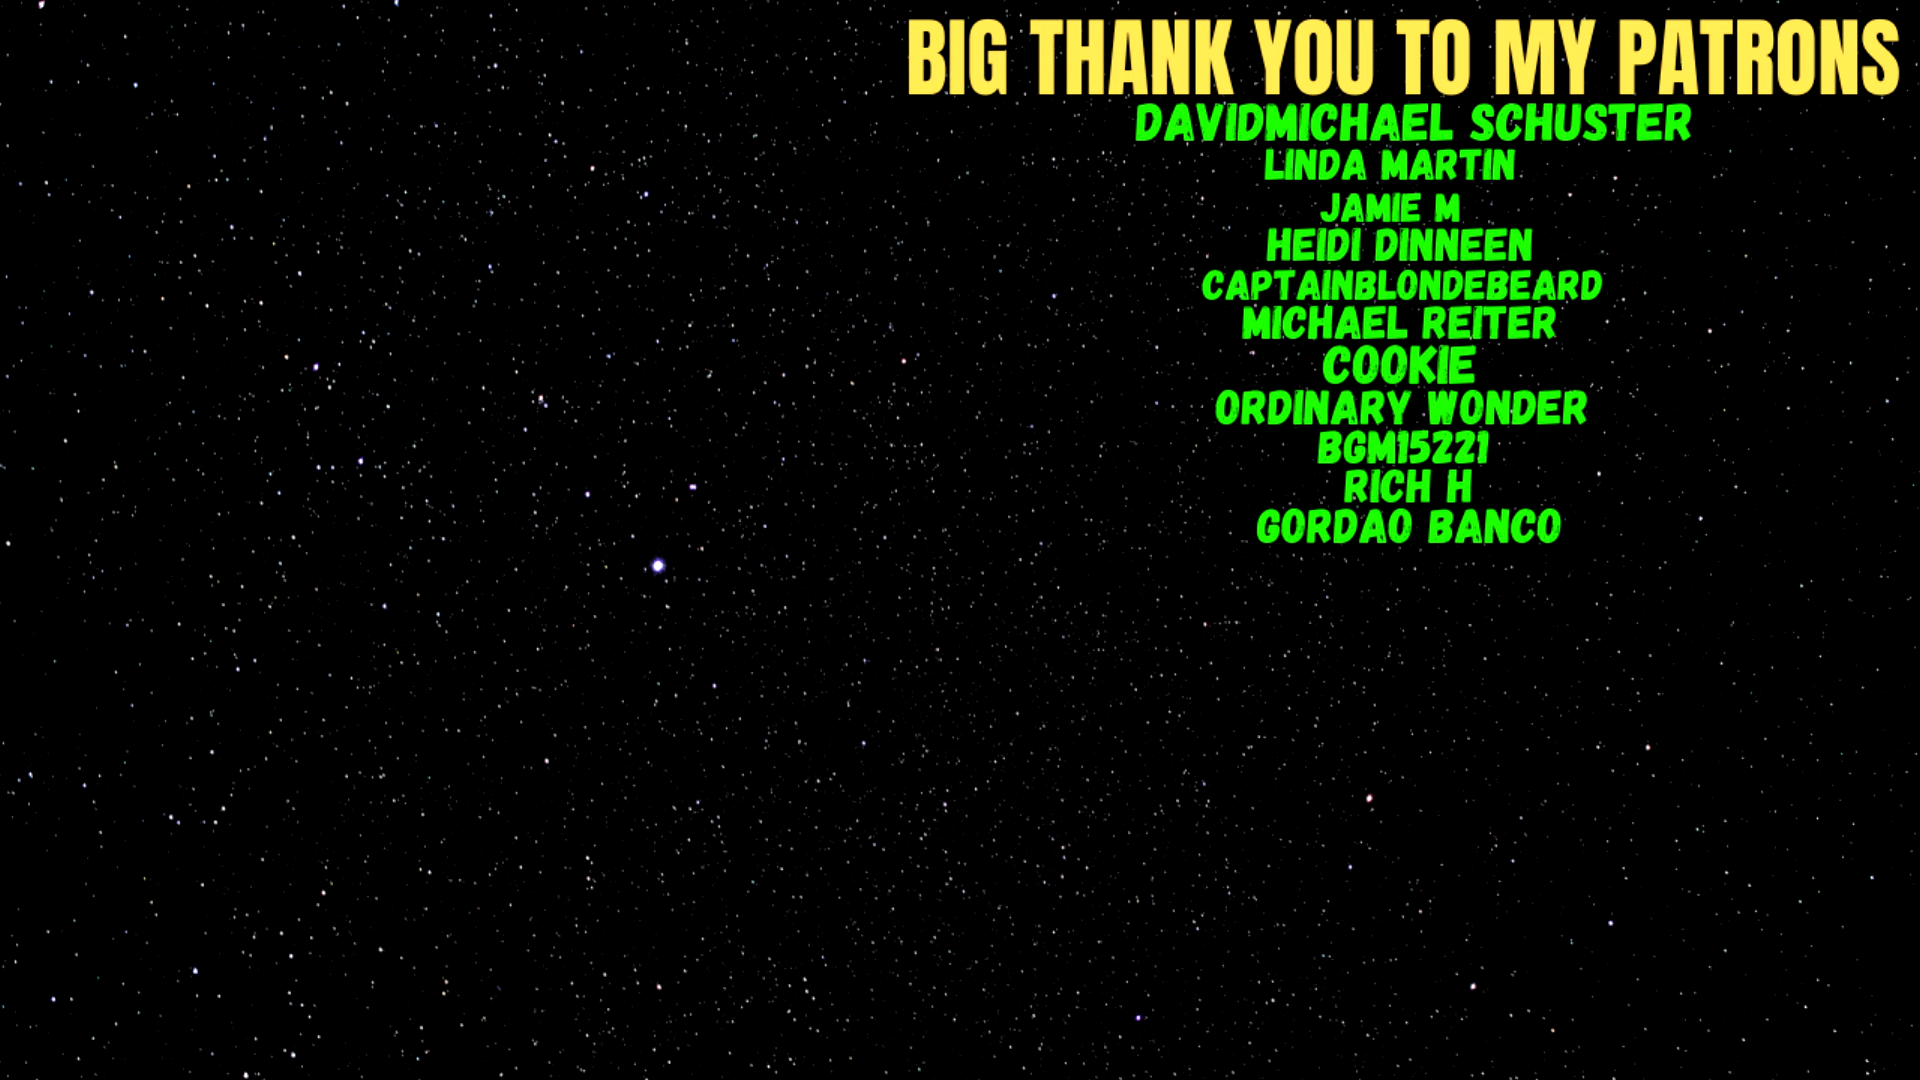 BIG THANK YOU TO MY PATRONS
DAVIDMICHAEL SCHUSTER
LINDA MARTIN
JAMIE M
HEIDI DINNEEN
CAPTAINBLONDEBEARD
MICHAEL REITER
COOKIE
ORDINARY WONDER
BGM15221
RICH H
GORDAO BANCO